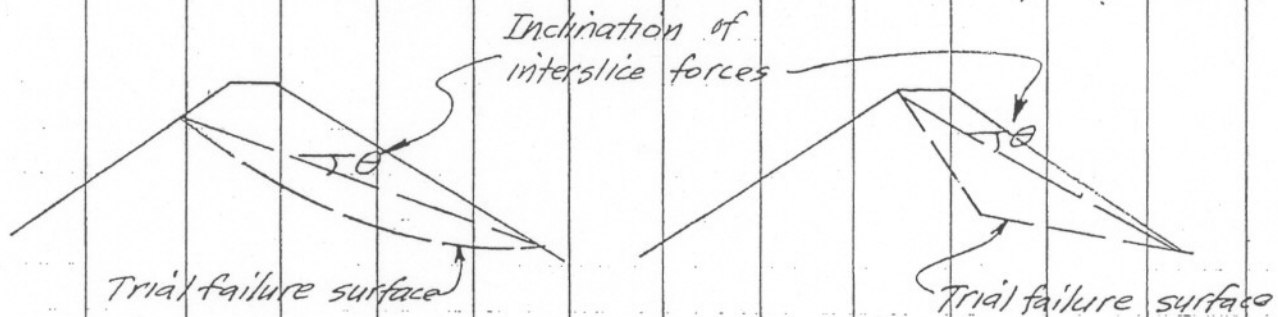 Inclination of
interslice forces
θ
θ
Trial failure surface
Trial failure surface